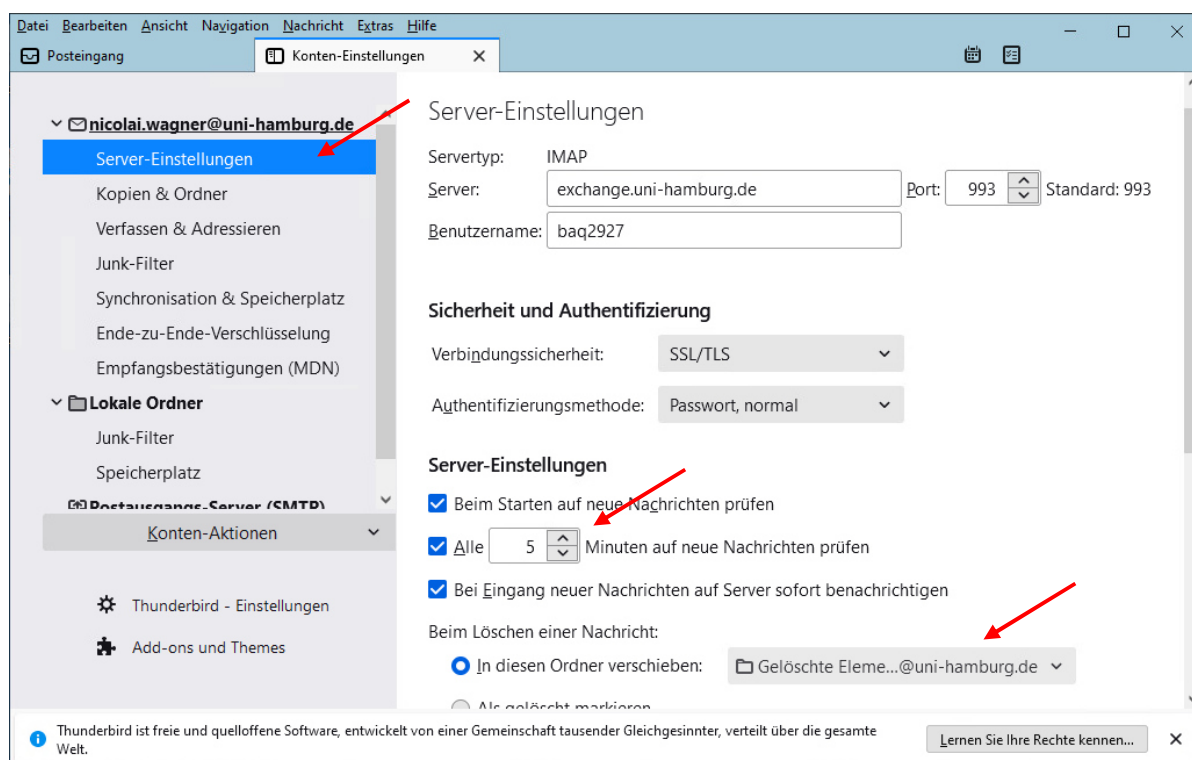 Datei Bearbeiten Ansicht Navigation Nachricht Extras Hilfe
Posteingang
Konten-Einstellungen
nicolai.wagner@uni-hamburg.de
Server-Einstellungen
Kopien & Ordner
Verfassen & Adressieren
Junk-Filter
Synchronisation & Speicherplatz
Ende-zu-Ende-Verschlüsselung
Empfangsbestätigungen (MDN)
Lokale Ordner
Junk-Filter
Speicherplatz
Postausgangs-Server (SMTP)
Konten-Aktionen
Thunderbird - Einstellungen
Add-ons und Themes
Server-Einstellungen
Servertyp: IMAP
Server: exchange.uni-hamburg.de Port: 993 Standard: 993
Benutzername: baq2927
Sicherheit und Authentifizierung
Verbindungssicherheit: SSL/TLS
Authentifizierungsmethode: Passwort, normal
Server-Einstellungen
Beim Starten auf neue Nachrichten prüfen
Alle 5 Minuten auf neue Nachrichten prüfen
Bei Eingang neuer Nachrichten auf Server sofort benachrichtigen
Beim Löschen einer Nachricht:
In diesen Ordner verschieben: Gelöschte Eleme...@uni-hamburg.de
Als gelöscht markieren
Thunderbird ist freie und quelloffene Software, entwickelt von einer Gemeinschaft tausender Gleichgesinnter, verteilt über die gesamte
Welt.
Lernen Sie Ihre Rechte kennen...